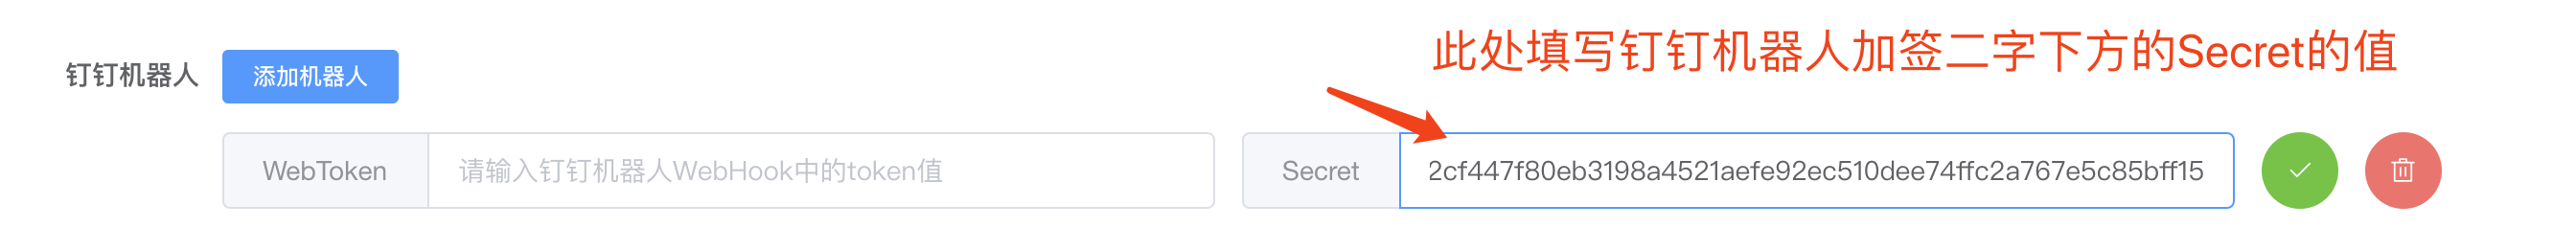 此处填写钉钉机器人加签二字下方的Secret的值
钉钉机器人 添加机器人
WebToken 请输入钉钉机器人WebHook中的token值 Secret 2cf447f80eb3198a4521aefe92ec510dee74ffc2a767e5c85bff15